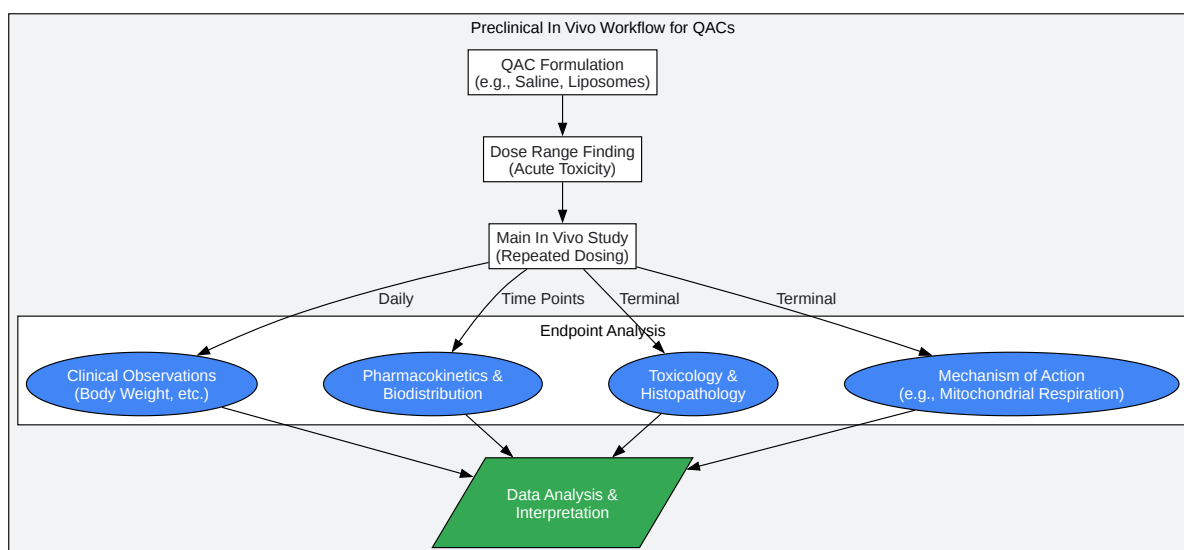 Preclinical In Vivo Workflow for QACs
QAC Formulation
(e.g., Saline, Liposomes)
Dose Range Finding
(Acute Toxicity)
Main In Vivo Study
(Repeated Dosing)
Daily
Time Points
Terminal
Terminal
Endpoint Analysis
Clinical Observations
(Body Weight, etc.)
Pharmacokinetics &
Biodistribution
Toxicology &
Histopathology
Mechanism of Action
(e.g., Mitochondrial Respiration)
Data Analysis &
Interpretation